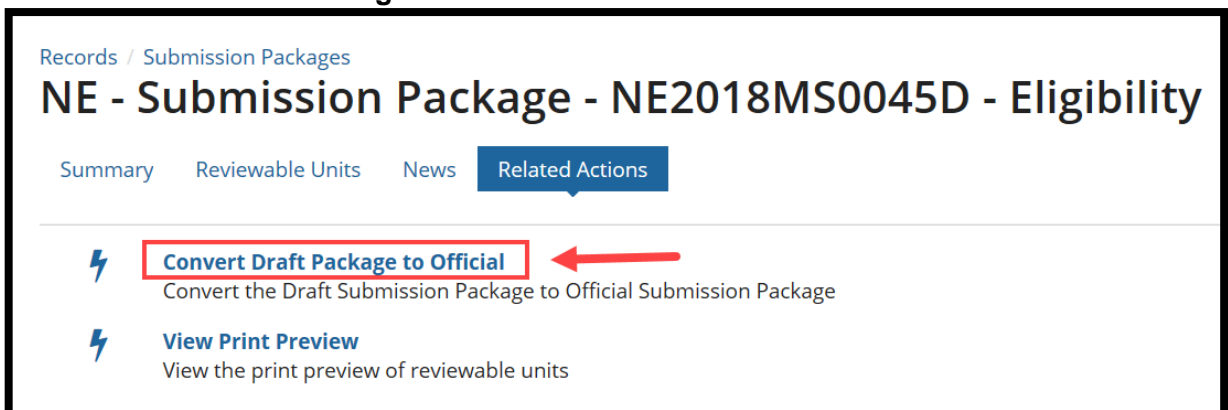 Records / Submission Packages
NE - Submission Package - NE2018MS0045D - Eligibility
Summary Reviewable Units News Related Actions
Convert Draft Package to Official
Convert the Draft Submission Package to Official Submission Package
View Print Preview
View the print preview of reviewable units